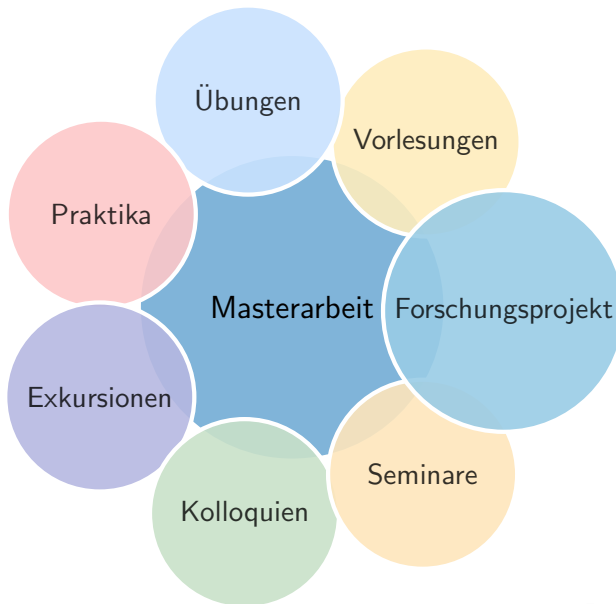 Übungen
Vorlesungen
Praktika
Masterarbeit
Forschungsprojekt
Exkursionen
Seminare
Kolloquien